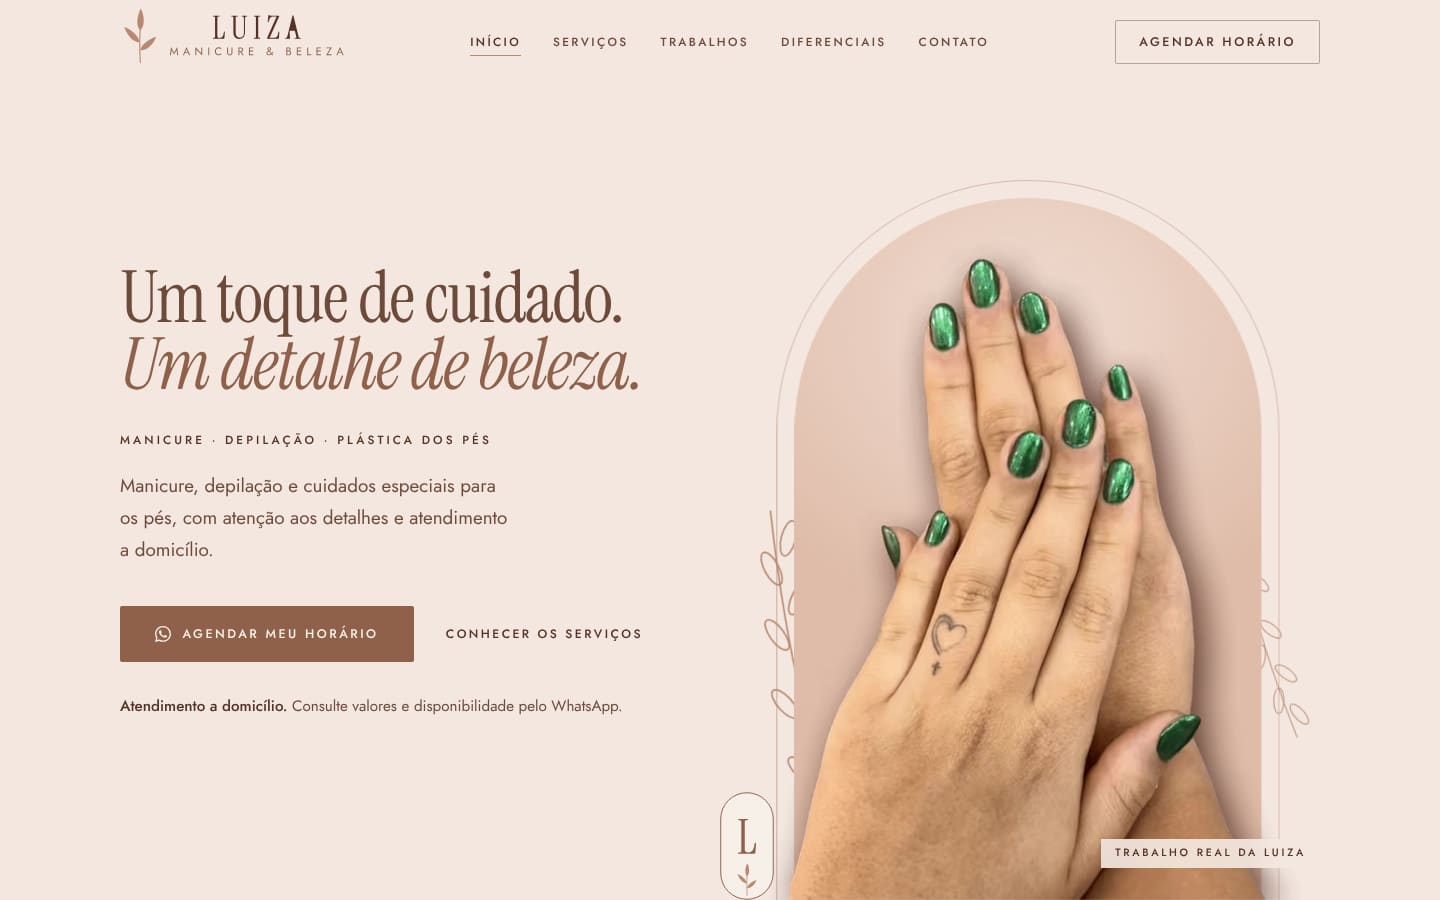 LUIZA
MANICURE & BELEZA
INÍCIO
SERVIÇOS
TRABALHOS
DIFERENCIAIS
CONTATO
AGENDAR HORÁRIO
Um toque de cuidado.
Um detalhe de beleza.
MANICURE · DEPILAÇÃO · PLÁSTICA DOS PÉS
Manicure, depilação e cuidados especiais para
os pés, com atenção aos detalhes e atendimento
a domicílio.
AGENDAR MEU HORÁRIO
CONHECER OS SERVIÇOS
Atendimento a domicílio. Consulte valores e disponibilidade pelo WhatsApp.
L
TRABALHO REAL DA LUIZA